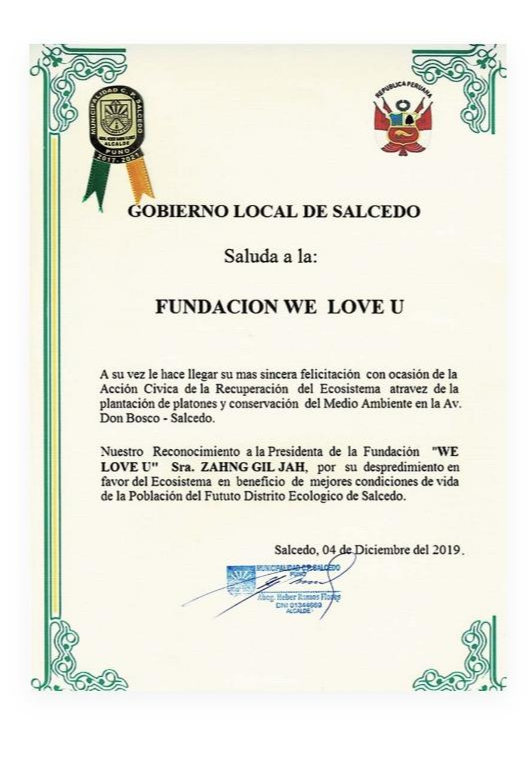 MUNICIPALIDAD C. P. SALCEDO
ALCALDE
PUNO
2017-2021
REPUBLICA PERUANA
GOBIERNO LOCAL DE SALCEDO
Saluda a la:
FUNDACION WE LOVE U
A su vez le hace llegar su mas sincera felicitación con ocasión de la
Acción Cívica de la Recuperación del Ecosistema atravez de la
plantación de platones y conservación del Medio Ambiente en la Av.
Don Bosco - Salcedo.
Nuestro Reconocimiento a la Presidenta de la Fundación "WE
LOVE U" Sra. ZAHNG GIL JAH, por su despredimiento en
favor del Ecosistema en beneficio de mejores condiciones de vida
de la Población del Fututo Distrito Ecologico de Salcedo.
Salcedo, 04 de Diciembre del 2019.
MUNICIPALIDAD C.P. SALCEDO
PUNO
Abog. Heber Ramos Flores
DNI 01344669
ALCALDE